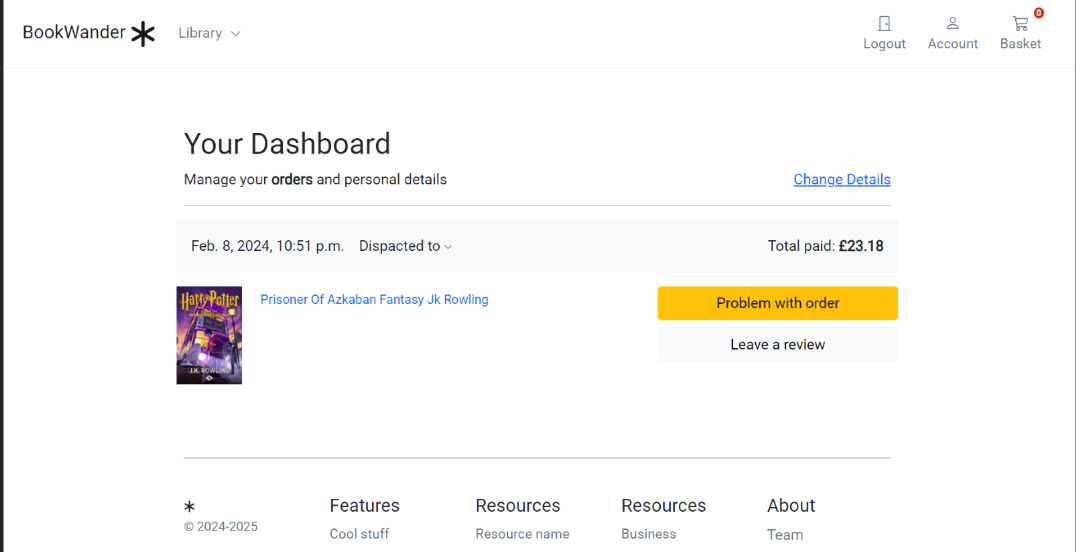 BookWander Library
0
Logout Account Basket
Your Dashboard
Manage your orders and personal details Change Details
Feb. 8, 2024, 10:51 p.m. Dispacted to Total paid: £23.18
Harry Potter
J.K. ROWLING
Prisoner Of Azkaban Fantasy Jk Rowling
Problem with order
Leave a review
© 2024-2025
Features Resources Resources About
Cool stuff Resource name Business Team